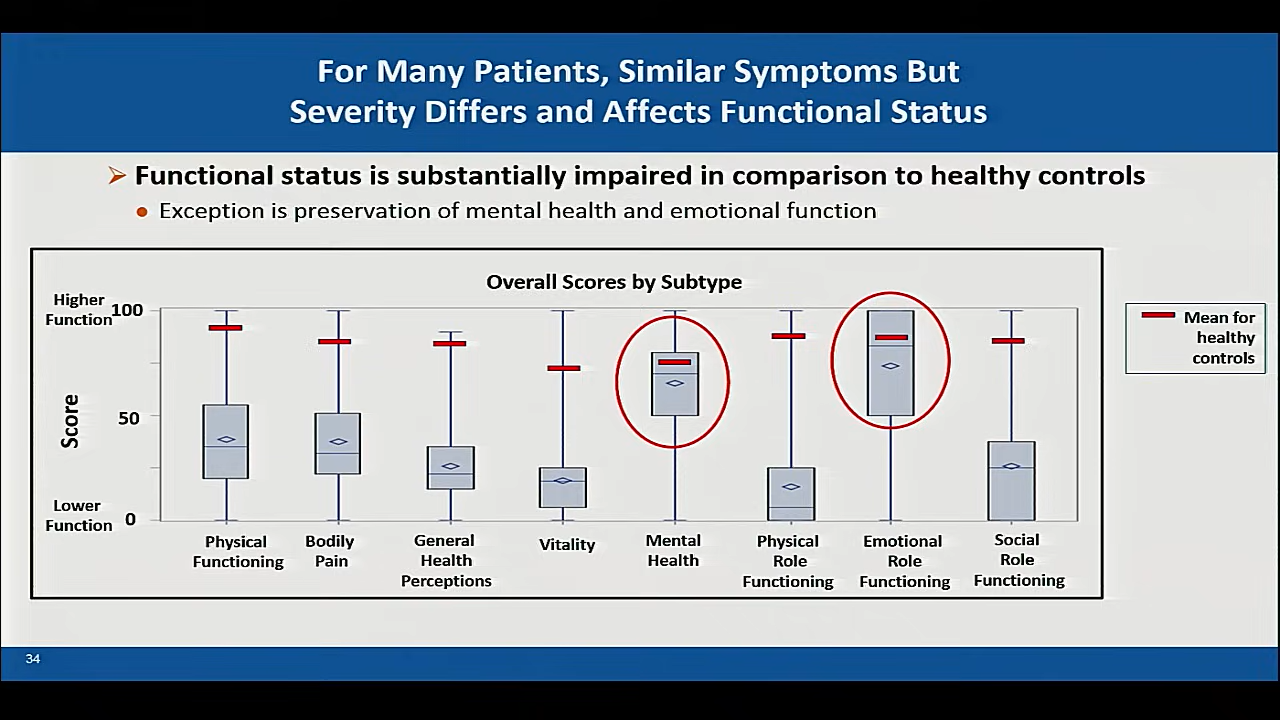 For Many Patients, Similar Symptoms But
Severity Differs and Affects Functional Status
➢ Functional status is substantially impaired in comparison to healthy controls
● Exception is preservation of mental health and emotional function
Overall Scores by Subtype
Higher
Function
100
50
0
Score
Lower
Function
Physical
Functioning
Bodily
Pain
General
Health
Perceptions
Vitality
Mental
Health
Physical
Role
Functioning
Emotional
Role
Functioning
Social
Role
Functioning
Mean for
healthy
controls
34